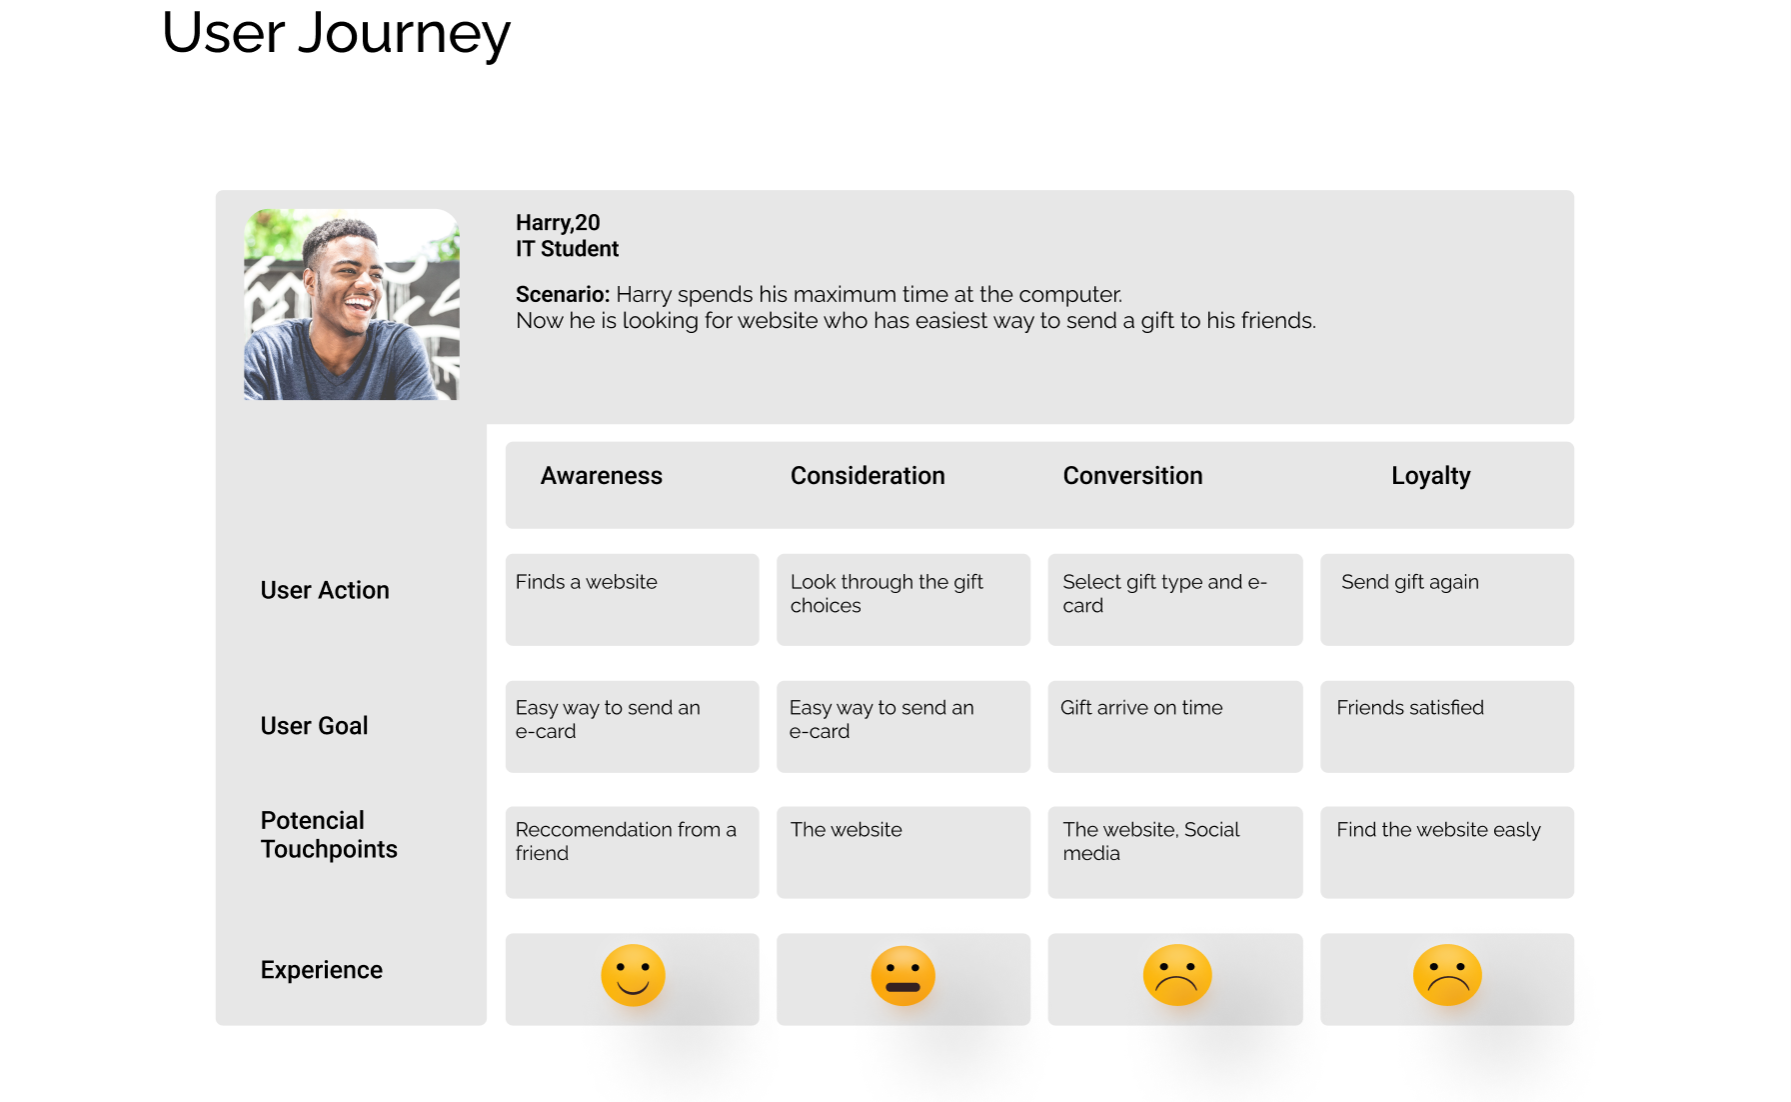 User Journey
Harry,20
IT Student
Scenario: Harry spends his maximum time at the computer.
Now he is looking for website who has easiest way to send a gift to his friends.
Awareness
Consideration
Conversition
Loyalty
User Action
Finds a website
Look through the gift
choices
Select gift type and e-
card
Send gift again
User Goal
Easy way to send an
e-card
Easy way to send an
e-card
Gift arrive on time
Friends satisfied
Potencial
Touchpoints
Reccomendation from a
friend
The website
The website, Social
media
Find the website easly
Experience